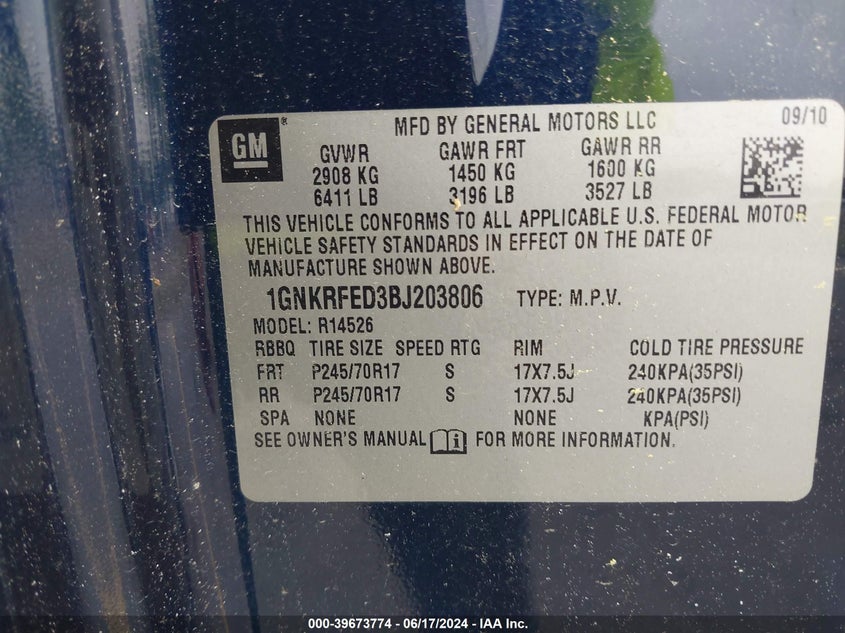 09/10
GM®
MFD BY GENERAL MOTORS LLC
GVWR GAWR FRT GAWR RR
2908 KG 1450 KG 1600 KG
6411 LB 3196 LB 3527 LB
THIS VEHICLE CONFORMS TO ALL APPLICABLE U.S. FEDERAL MOTOR
VEHICLE SAFETY STANDARDS IN EFFECT ON THE DATE OF
MANUFACTURE SHOWN ABOVE.
1GNKRFED3BJ203806 TYPE: M.P.V.
MODEL: R14526
RBBQ TIRE SIZE SPEED RTG RIM COLD TIRE PRESSURE
FRT P245/70R17 S 17X7.5J 240KPA(35PSI)
RR P245/70R17 S 17X7.5J 240KPA(35PSI)
SPA NONE NONE KPA(PSI)
SEE OWNER'S MANUAL FOR MORE INFORMATION.
000-39673774 - 06/17/2024 - IAA Inc.